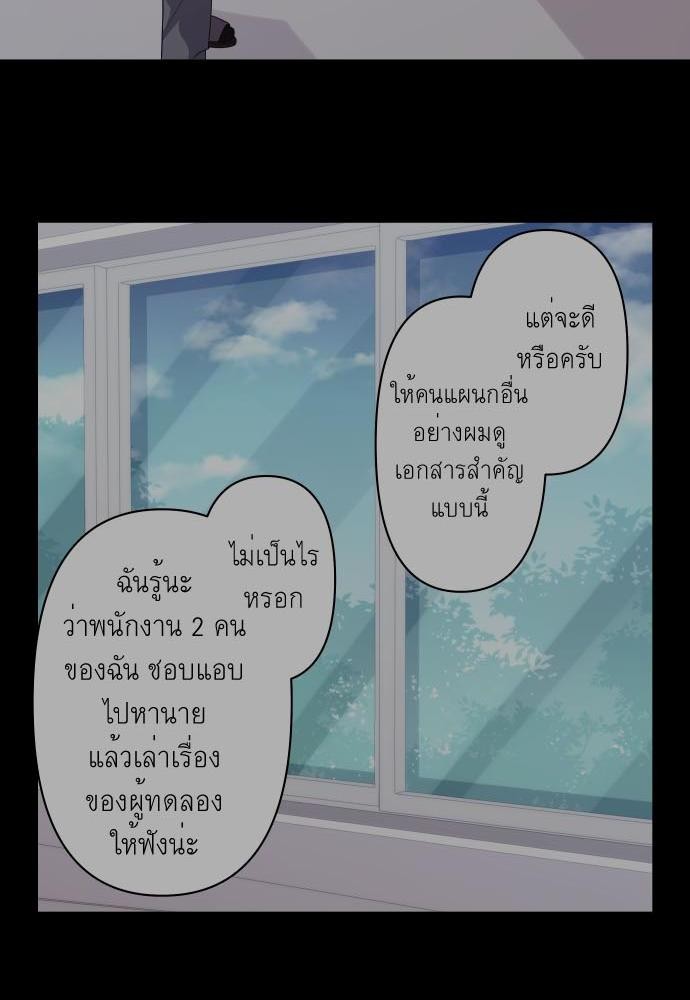 แต่จะดี
หรือครับ
ให้คนแผนกอื่น
อย่างผมดู
เอกสารสำคัญ
แบบนี้
ไม่เป็นไร
หรอก
ฉันรู้นะ
ว่าพนักงาน 2 คน
ของฉัน ชอบแอบ
ไปหานาย
แล้วเล่าเรื่อง
ของผู้ทดลอง
ให้ฟังน่ะ